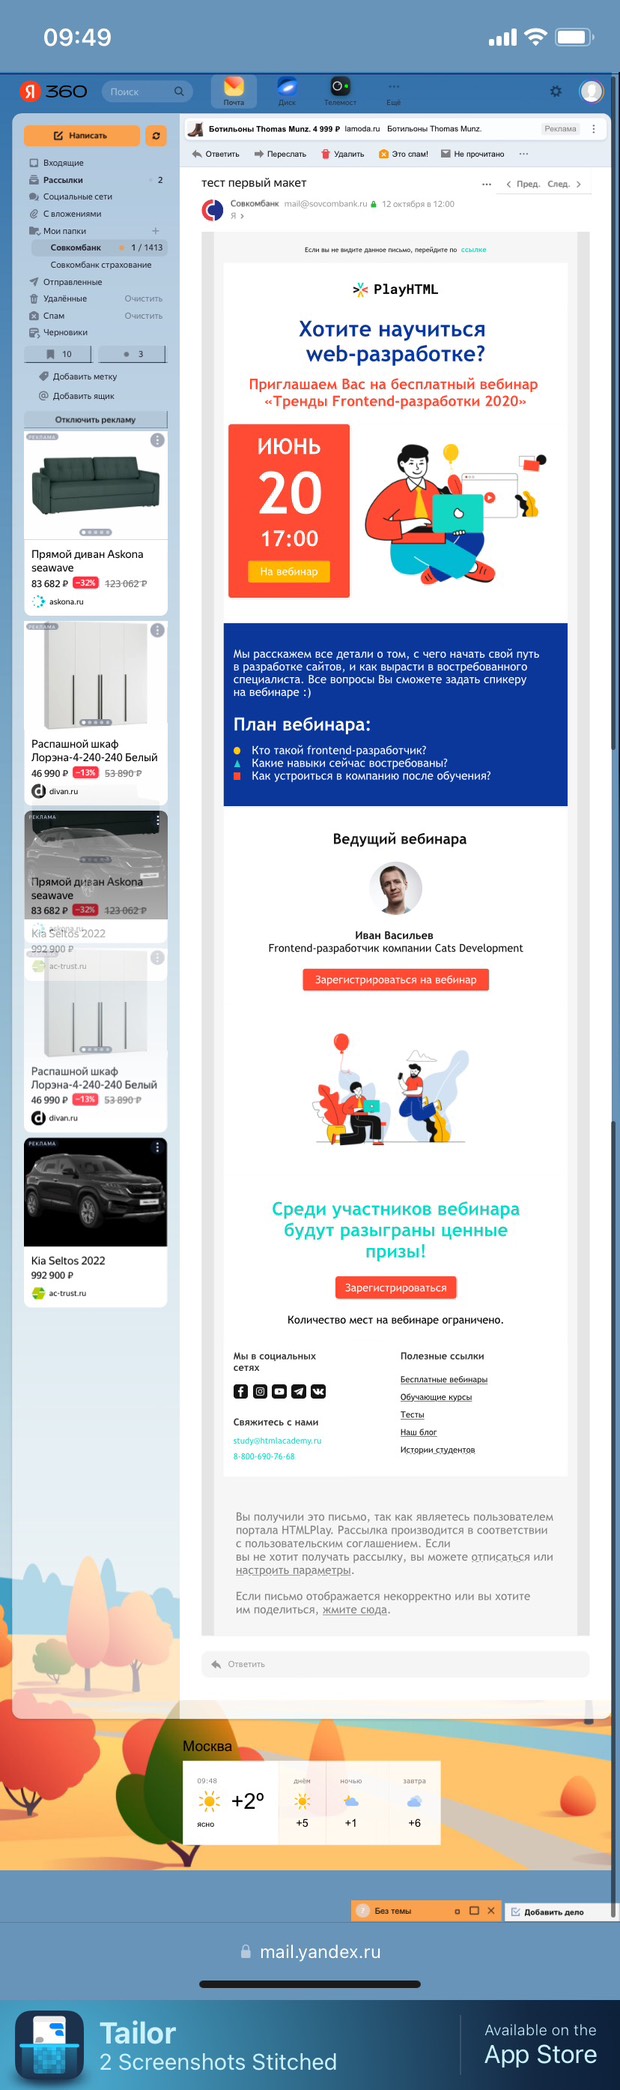 09:49
Я 360
Поиск
Почта
Диск
Телемост
Ещё
Написать
Входящие
Рассылки 2
Социальные сети
С вложениями
Мои папки
Совкомбанк 1 / 1413
Совкомбанк страхование
Отправленные
Удалённые Очистить
Спам Очистить
Черновики
10 3
Добавить метку
Добавить ящик
Отключить рекламу
РЕКЛАМА
Прямой диван Askona
seawave
83 682 ₽ −32% 123 062 ₽
askona.ru
РЕКЛАМА
Распашной шкаф
Лорэна-4-240-240 Белый
46 990 ₽ −13% 53 890 ₽
divan.ru
РЕКЛАМА
Прямой диван Askona
seawave
83 682 ₽ −32% 123 062 ₽
askona.ru
Kia Seltos 2022
992 900 ₽
ac-trust.ru
РЕКЛАМА
Распашной шкаф
Лорэна-4-240-240 Белый
46 990 ₽ −13% 53 890 ₽
divan.ru
РЕКЛАМА
Kia Seltos 2022
992 900 ₽
ac-trust.ru
Ботильоны Thomas Munz. 4 999 ₽ lamoda.ru Ботильоны Thomas Munz. Реклама
Ответить Переслать Удалить Это спам! Не прочитано
тест первый макет
Пред. След.
Совкомбанк mail@sovcombank.ru 12 октября в 12:00
Я
Если вы не видите данное письмо, перейдите по ссылке
PlayHTML
Хотите научиться
web-разработке?
Приглашаем Вас на бесплатный вебинар
«Тренды Frontend-разработки 2020»
ИЮНЬ
20
17:00
На вебинар
Мы расскажем все детали о том, с чего начать свой путь
в разработке сайтов, и как вырасти в востребованного
специалиста. Все вопросы Вы сможете задать спикеру
на вебинаре :)
План вебинара:
Кто такой frontend-разработчик?
Какие навыки сейчас востребованы?
Как устроиться в компанию после обучения?
Ведущий вебинара
Иван Васильев
Frontend-разработчик компании Cats Development
Зарегистрироваться на вебинар
Среди участников вебинара
будут разыграны ценные
призы!
Зарегистрироваться
Количество мест на вебинаре ограничено.
Мы в социальных
сетях
Свяжитесь с нами
study@htmlacademy.ru
8-800-690-76-68
Полезные ссылки
Бесплатные вебинары
Обучающие курсы
Тесты
Наш блог
Истории студентов
Вы получили это письмо, так как являетесь пользователем
портала HTMLPlay. Рассылка производится в соответствии
с пользовательским соглашением. Если
вы не хотит получать рассылку, вы можете отписаться или
настроить параметры.
Если письмо отображается некорректно или вы хотите
им поделиться, жмите сюда.
Ответить
Москва
09:48
+2°
ясно
днём
+5
ночью
+1
завтра
+6
Без темы
Добавить дело
mail.yandex.ru
Tailor
2 Screenshots Stitched
Available on the
App Store